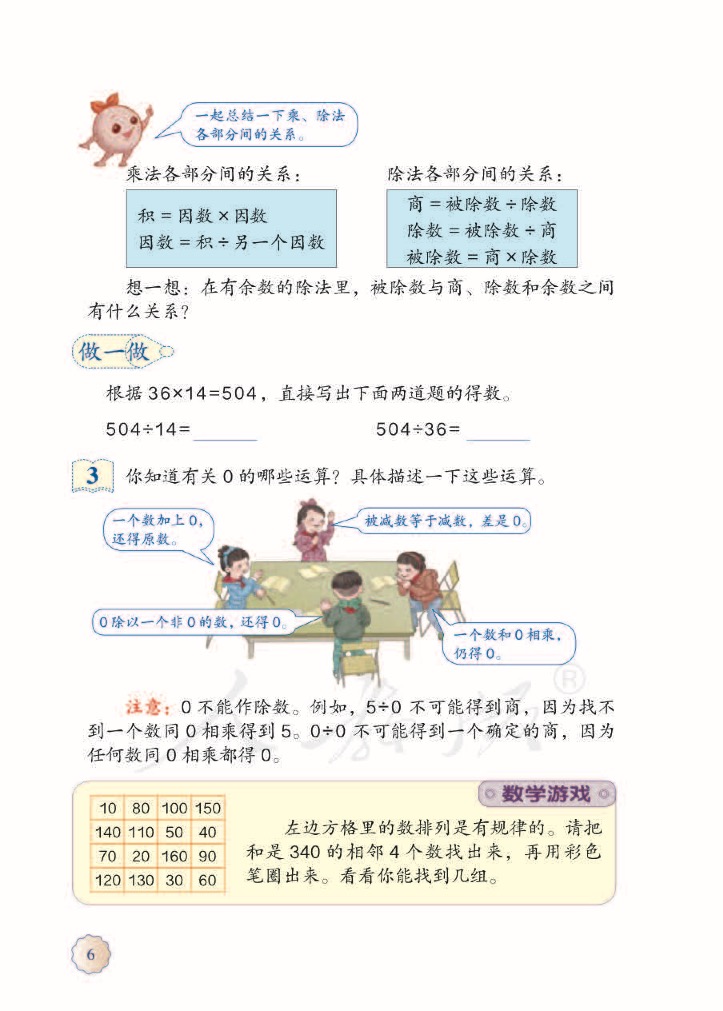 一起总结一下乘、除法
各部分间的关系。
乘法各部分间的关系：
积＝因数×因数
因数＝积÷另一个因数
除法各部分间的关系：
商＝被除数÷除数
除数＝被除数÷商
被除数＝商×除数
想一想：在有余数的除法里，被除数与商、除数和余数之间
有什么关系？
做一做
根据 36×14=504，直接写出下面两道题的得数。
504÷14=______ 504÷36=______
3 你知道有关 0 的哪些运算？具体描述一下这些运算。
一个数加上 0，
还得原数。
被减数等于减数，差是 0。
0 除以一个非 0 的数，还得 0。
一个数和 0 相乘，
仍得 0。
注意：0 不能作除数。例如，5÷0 不可能得到商，因为找不
到一个数同 0 相乘得到 5。0÷0 不可能得到一个确定的商，因为
任何数同 0 相乘都得 0。
数学游戏
10 80 100 150
140 110 50 40
70 20 160 90
120 130 30 60
左边方格里的数排列是有规律的。请把
和是 340 的相邻 4 个数找出来，再用彩色
笔圈出来。看看你能找到几组。
6